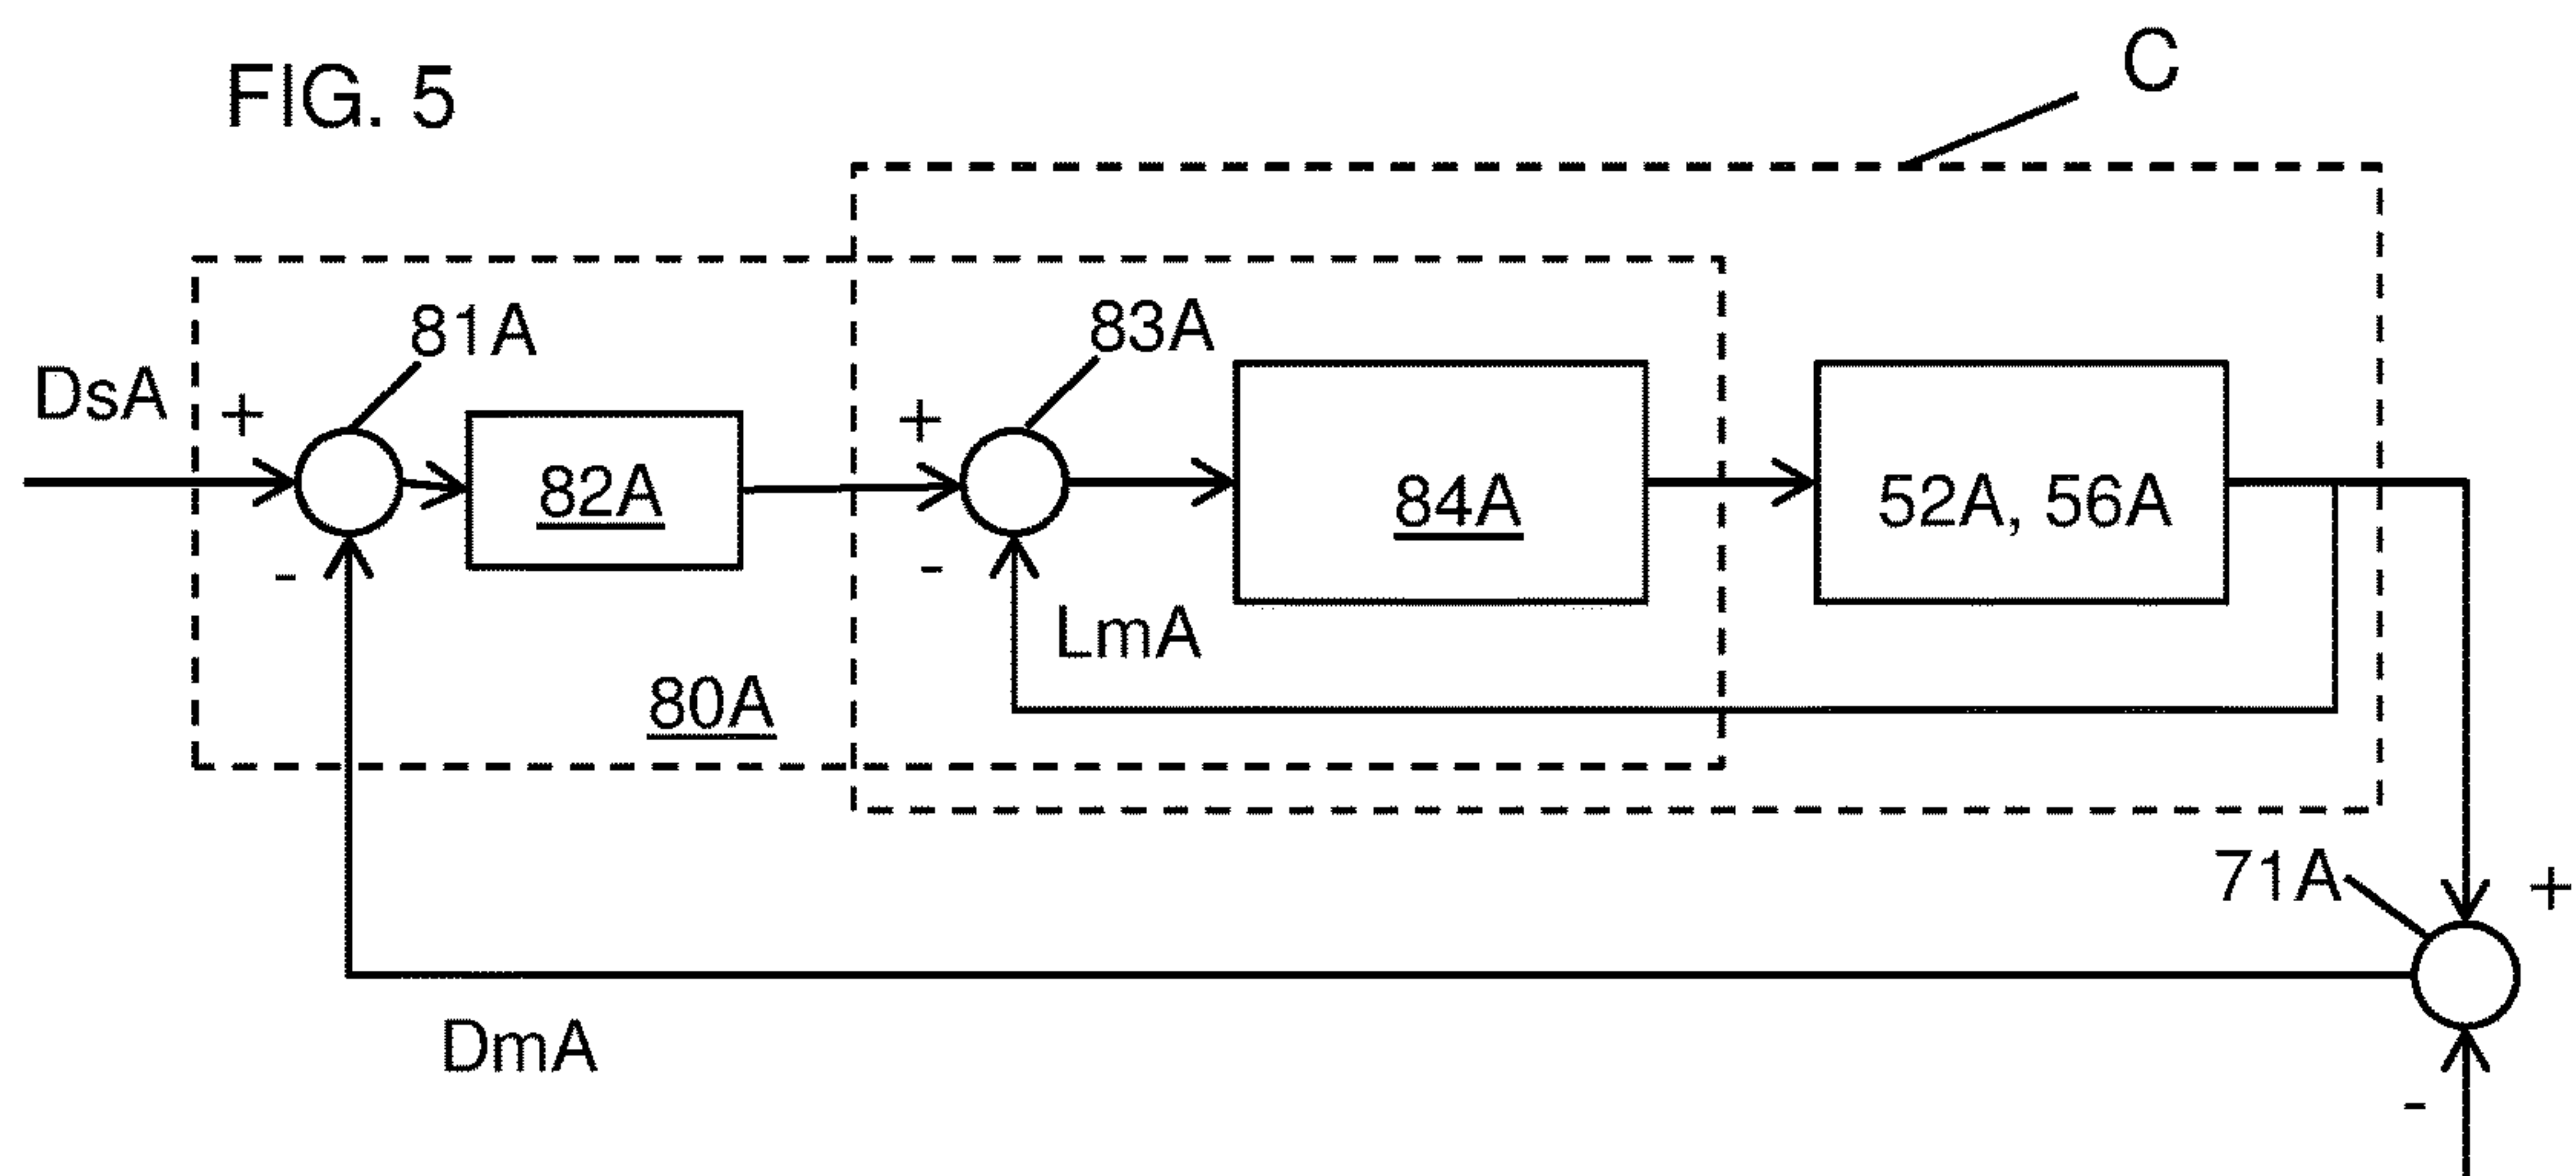 FIG. 5
C
81A
83A
DsA
+
+
82A
84A
52A, 56A
-
-
LmA
80A
71A
+
DmA
-